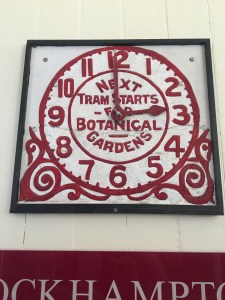 12
11
1
10
2
9
3
8
4
7
5
6
NEXT
TRAM STARTS
FOR
BOTANICAL
GARDENS
OCKHAMPTO